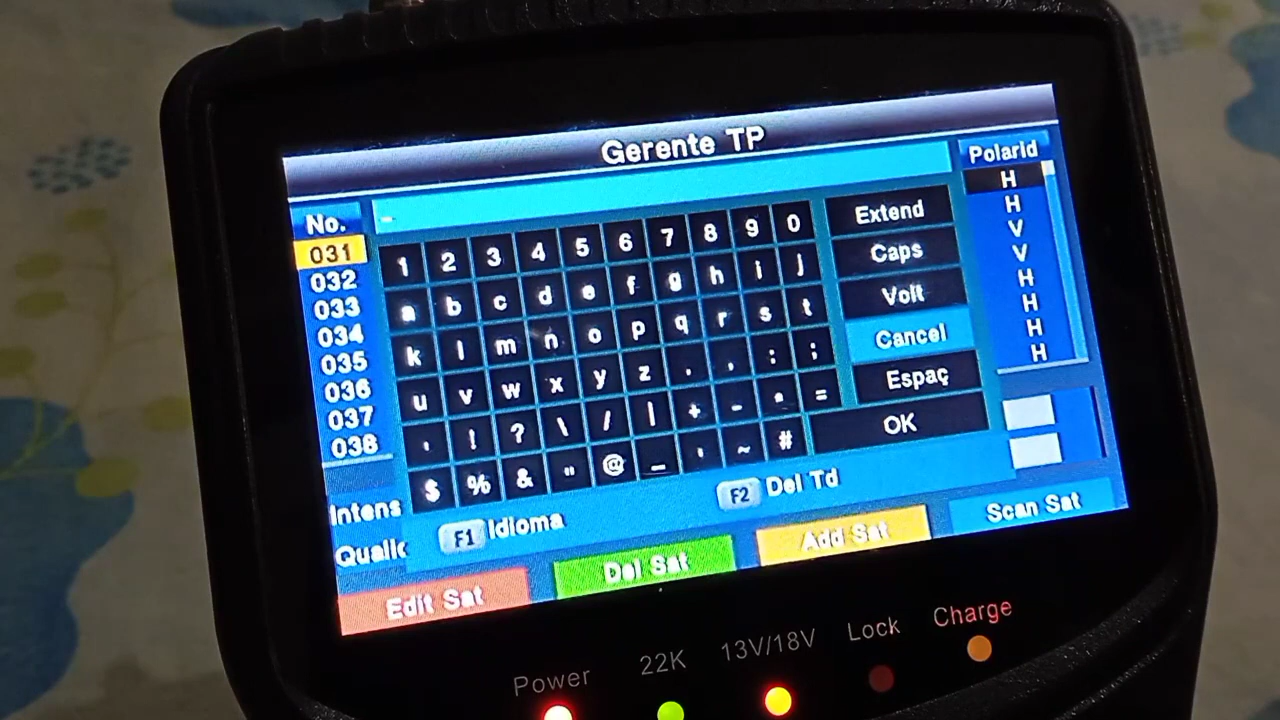 Gerente TP
No.
Polarid
031
032
033
034
035
036
037
038
H
H
V
V
H
H
H
H
1 2 3 4 5 6 7 8 9 0
a b c d e f g h i j
k l m n o p q r s t
u v w x y z . , : ;
' ! ? \ / | + - * =
$ % & " @ _ ' ~ #
Extend
Caps
Volt
Cancel
Espaç
OK
Intens
Qualic
F1 Idioma
F2 Del Td
Edit Sat
Del Sat
Add Sat
Scan Sat
Power
22K
13V/18V
Lock
Charge